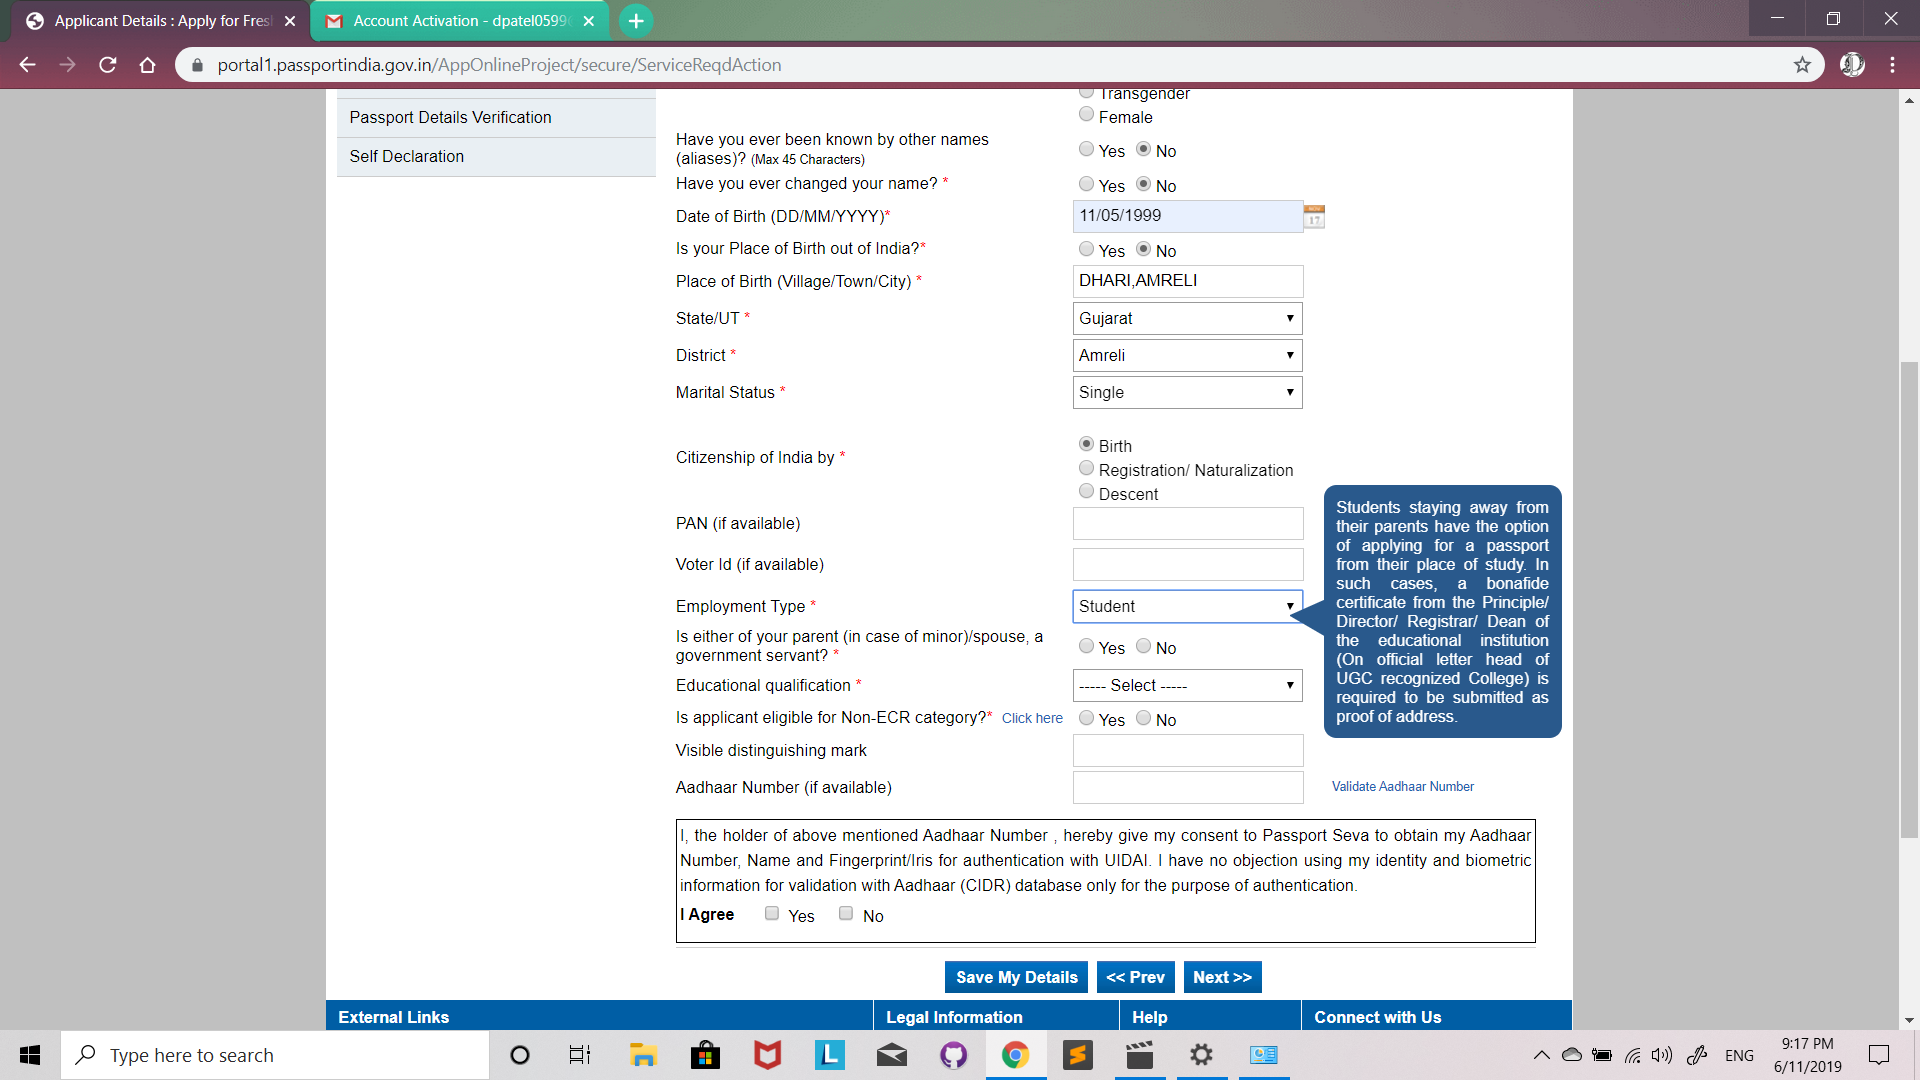 Applicant Details : Apply for Fres
Account Activation - dpatel0599
portal1.passportindia.gov.in/AppOnlineProject/secure/ServiceReqdAction
Passport Details Verification
Self Declaration
Transgender
Female
Have you ever been known by other names
(aliases)? (Max 45 Characters)
Yes No
Have you ever changed your name? *
Yes No
Date of Birth (DD/MM/YYYY)*
11/05/1999
17
Is your Place of Birth out of India?*
Yes No
Place of Birth (Village/Town/City) *
DHARI,AMRELI
State/UT *
Gujarat
District *
Amreli
Marital Status *
Single
Citizenship of India by *
Birth
Registration/ Naturalization
Descent
PAN (if available)
Voter Id (if available)
Employment Type *
Student
Students staying away from
their parents have the option
of applying for a passport
from their place of study. In
such cases, a bonafide
certificate from the Principle/
Director/ Registrar/ Dean of
the educational institution
(On official letter head of
UGC recognized College) is
required to be submitted as
proof of address.
Is either of your parent (in case of minor)/spouse, a
government servant? *
Yes No
Educational qualification *
----- Select -----
Is applicant eligible for Non-ECR category?* Click here
Yes No
Visible distinguishing mark
Aadhaar Number (if available)
Validate Aadhaar Number
I, the holder of above mentioned Aadhaar Number , hereby give my consent to Passport Seva to obtain my Aadhaar
Number, Name and Fingerprint/Iris for authentication with UIDAI. I have no objection using my identity and biometric
information for validation with Aadhaar (CIDR) database only for the purpose of authentication.
I Agree Yes No
Save My Details << Prev Next >>
External Links Legal Information Help Connect with Us
Type here to search
L
S
ENG
9:17 PM
6/11/2019